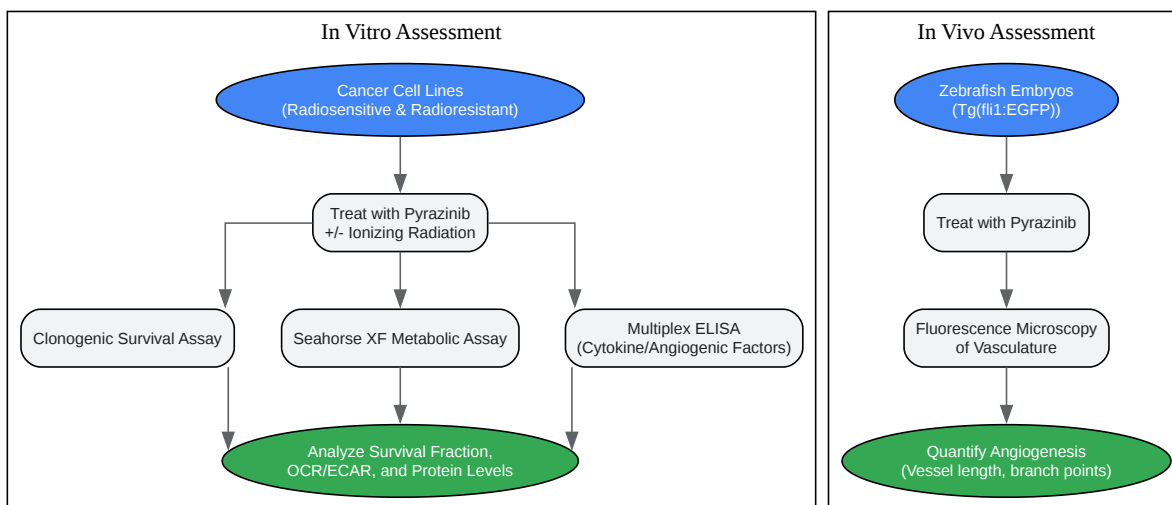 In Vitro Assessment
Cancer Cell Lines
(Radiosensitive & Radioresistant)
Treat with Pyrazinib
+/- Ionizing Radiation
Clonogenic Survival Assay
Seahorse XF Metabolic Assay
Multiplex ELISA
(Cytokine/Angiogenic Factors)
Analyze Survival Fraction,
OCR/ECAR, and Protein Levels
In Vivo Assessment
Zebrafish Embryos
(Tg(fli1:EGFP))
Treat with Pyrazinib
Fluorescence Microscopy
of Vasculature
Quantify Angiogenesis
(Vessel length, branch points)